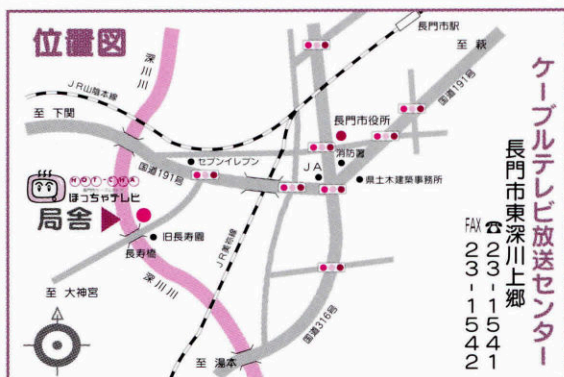 位置図
ケーブルテレビ放送センター
長門市東深川上郷
☎23-1541
FAX 23-1542
長門市駅
至 萩
国道191号
深川川
JR山陰本線
至 下関
国道191号
セブンイレブン
長門市役所
消防署
JA
県土木建築事務所
HOT-CHA
ほっちゃテレビ
局舎
旧長寿園
長寿橋
JR美祢線
深川川
至 大神宮
国道316号
至 湯本